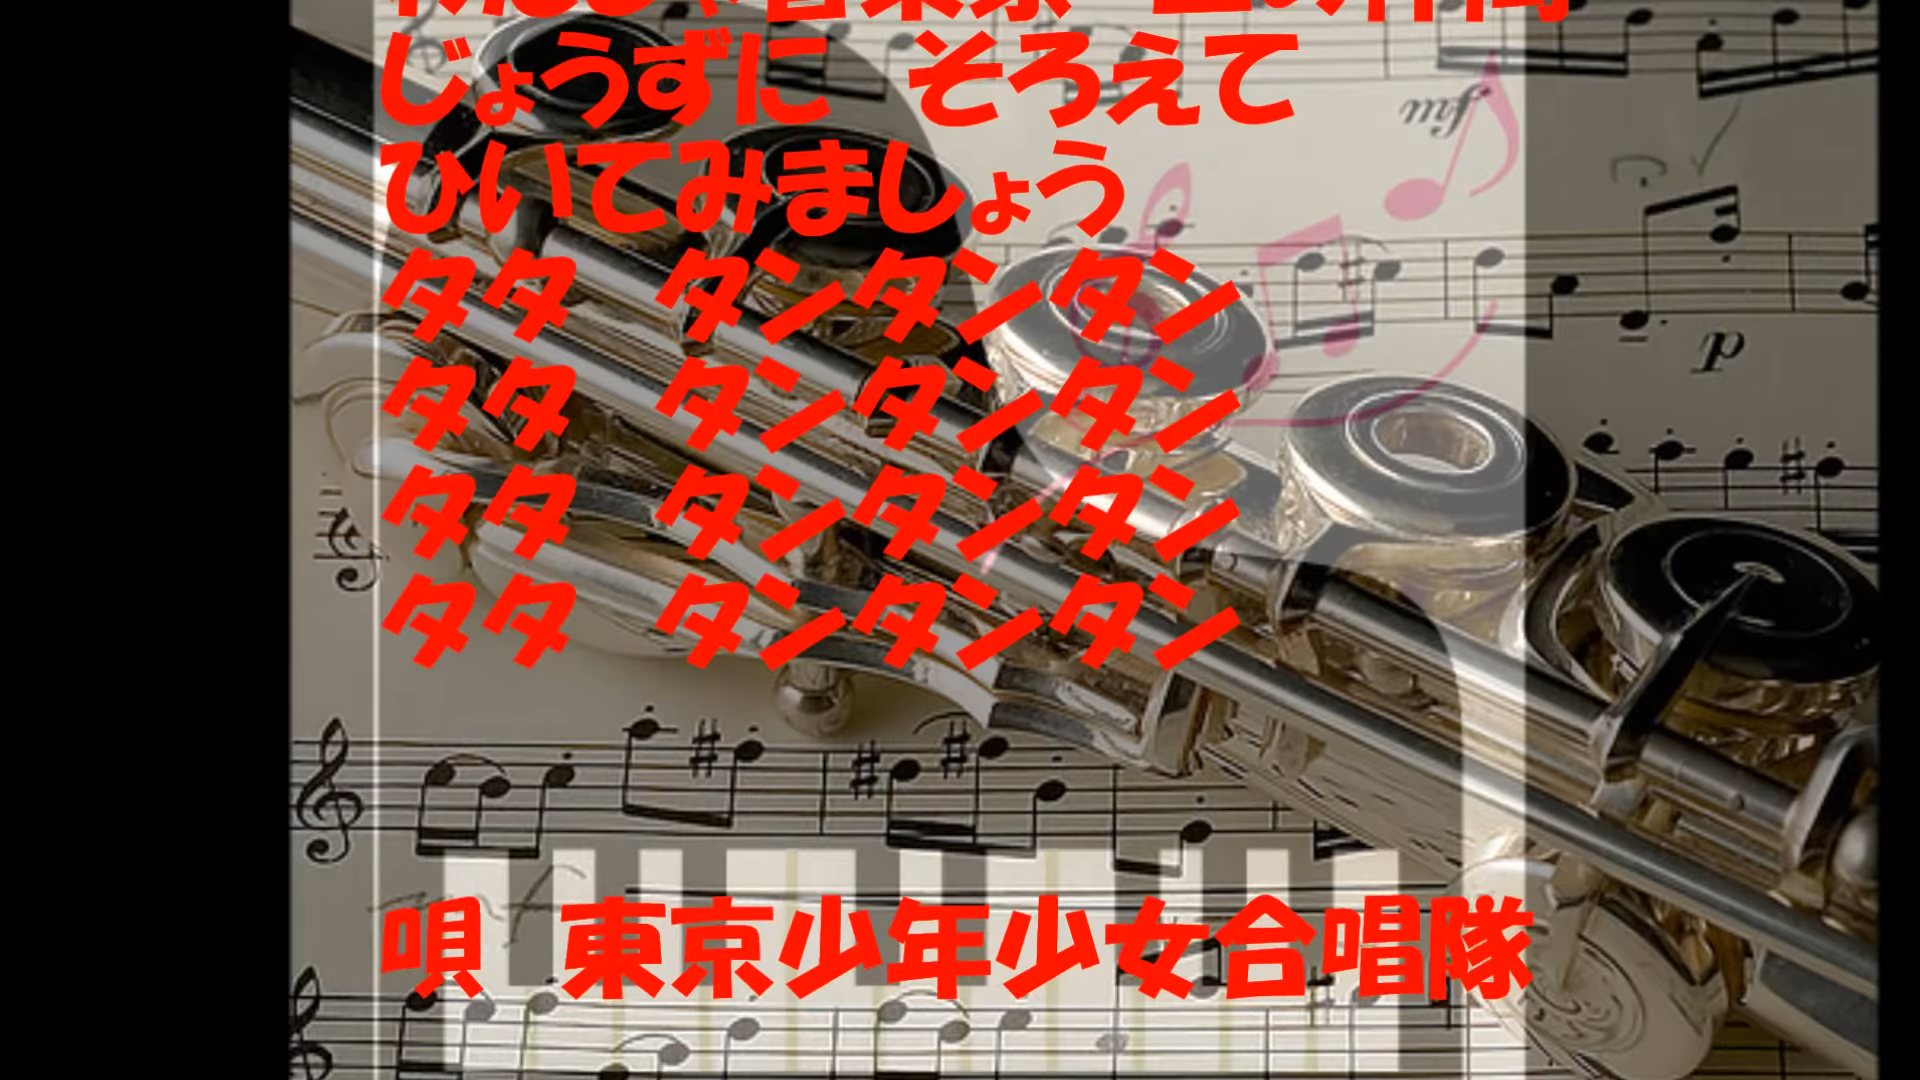 じょうずに そろえて
ひいてみましょう
タタ タンタンタン
タタ タンタンタン
タタ タンタンタン
タタ タンタンタン
唄 東京少年少女合唱隊